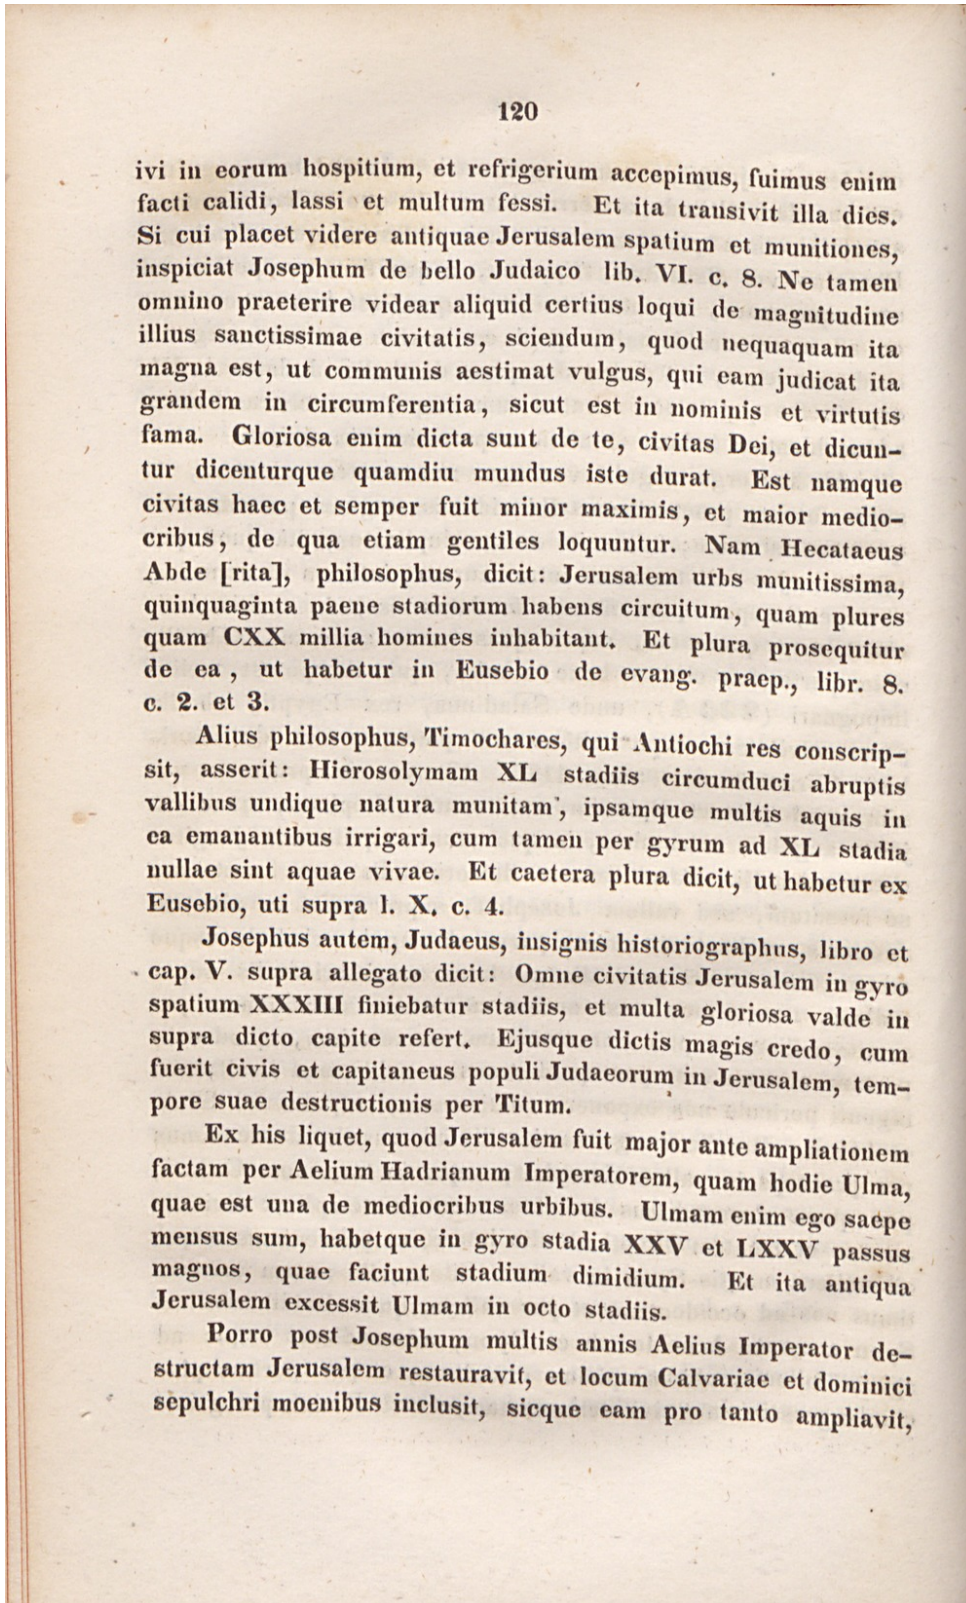 120
ivi in eorum hospitium, et refrigerium accepimus, fuimus enim
facti calidi, lassi et multum fessi. Et ita transivit illa dies.
Si cui placet videre antiquae Jerusalem spatium et munitiones,
inspiciat Josephum de bello Judaico lib. VI. c. 8. Ne tamen
omnino praeterire videar aliquid certius loqui de magnitudine
illius sanctissimae civitatis, sciendum, quod nequaquam ita
magna est, ut communis aestimat vulgus, qui eam judicat ita
grandem in circumferentia, sicut est in nominis et virtutis
fama. Gloriosa enim dicta sunt de te, civitas Dei, et dicun-
tur dicenturque quamdiu mundus iste durat. Est namque
civitas haec et semper fuit minor maximis, et maior medio-
cribus, de qua etiam gentiles loquuntur. Nam Hecataeus
Abde [rita], philosophus, dicit: Jerusalem urbs munitissima,
quinquaginta paene stadiorum habens circuitum, quam plures
quam CXX millia homines inhabitant. Et plura prosequitur
de ea, ut habetur in Eusebio de evang. praep., libr. 8.
c. 2. et 3.
Alius philosophus, Timochares, qui Antiochi res conscrip-
sit, asserit: Hierosolymam XL stadiis circumduci abruptis
vallibus undique natura munitam, ipsamque multis aquis in
ea emanantibus irrigari, cum tamen per gyrum ad XL stadia
nullae sint aquae vivae. Et caetera plura dicit, ut habetur ex
Eusebio, uti supra l. X. c. 4.
Josephus autem, Judaeus, insignis historiographus, libro et
cap. V. supra allegato dicit: Omne civitatis Jerusalem in gyro
spatium XXXIII finiebatur stadiis, et multa gloriosa valde in
supra dicto capite refert. Ejusque dictis magis credo, cum
fuerit civis et capitaneus populi Judaeorum in Jerusalem, tem-
pore suae destructionis per Titum.
Ex his liquet, quod Jerusalem fuit major ante ampliationem
factam per Aelium Hadrianum Imperatorem, quam hodie Ulma,
quae est una de mediocribus urbibus. Ulmam enim ego saepe
mensus sum, habetque in gyro stadia XXV et LXXV passus
magnos, quae faciunt stadium dimidium. Et ita antiqua
Jerusalem excessit Ulmam in octo stadiis.
Porro post Josephum multis annis Aelius Imperator de-
structam Jerusalem restauravit, et locum Calvariae et dominici
sepulchri moenibus inclusit, sicque eam pro tanto ampliavit,